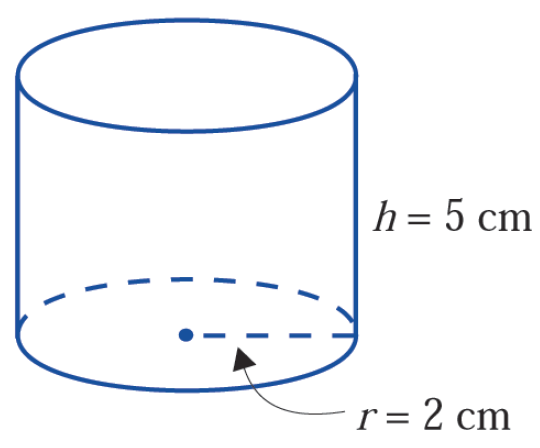 h = 5 cm
r = 2 cm